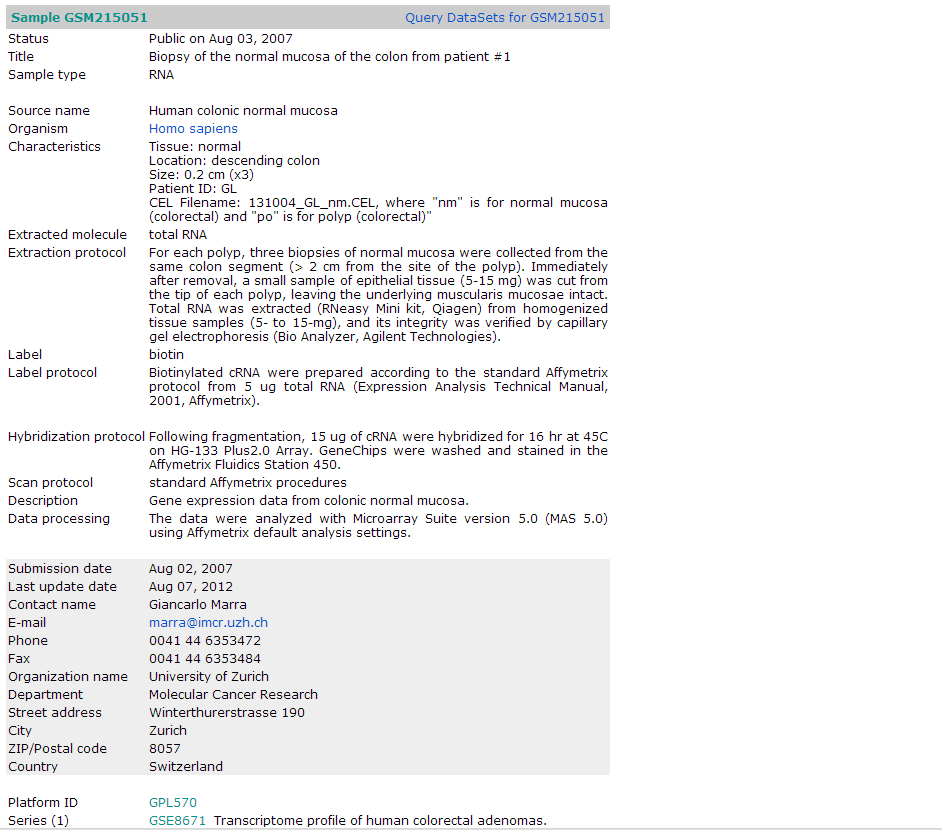 Sample GSM215051 Query DataSets for GSM215051
Status Public on Aug 03, 2007
Title Biopsy of the normal mucosa of the colon from patient #1
Sample type RNA
Source name Human colonic normal mucosa
Organism Homo sapiens
Characteristics Tissue: normal
Location: descending colon
Size: 0.2 cm (x3)
Patient ID: GL
CEL Filename: 131004_GL_nm.CEL, where "nm" is for normal mucosa
(colorectal) and "po" is for polyp (colorectal)"
Extracted molecule total RNA
Extraction protocol For each polyp, three biopsies of normal mucosa were collected from the
same colon segment (> 2 cm from the site of the polyp). Immediately
after removal, a small sample of epithelial tissue (5-15 mg) was cut from
the tip of each polyp, leaving the underlying muscularis mucosae intact.
Total RNA was extracted (RNeasy Mini kit, Qiagen) from homogenized
tissue samples (5- to 15-mg), and its integrity was verified by capillary
gel electrophoresis (Bio Analyzer, Agilent Technologies).
Label biotin
Label protocol Biotinylated cRNA were prepared according to the standard Affymetrix
protocol from 5 ug total RNA (Expression Analysis Technical Manual,
2001, Affymetrix).
Hybridization protocol Following fragmentation, 15 ug of cRNA were hybridized for 16 hr at 45C
on HG-133 Plus2.0 Array. GeneChips were washed and stained in the
Affymetrix Fluidics Station 450.
Scan protocol standard Affymetrix procedures
Description Gene expression data from colonic normal mucosa.
Data processing The data were analyzed with Microarray Suite version 5.0 (MAS 5.0)
using Affymetrix default analysis settings.
Submission date Aug 02, 2007
Last update date Aug 07, 2012
Contact name Giancarlo Marra
E-mail marra@imcr.uzh.ch
Phone 0041 44 6353472
Fax 0041 44 6353484
Organization name University of Zurich
Department Molecular Cancer Research
Street address Winterthurerstrasse 190
City Zurich
ZIP/Postal code 8057
Country Switzerland
Platform ID GPL570
Series (1) GSE8671 Transcriptome profile of human colorectal adenomas.